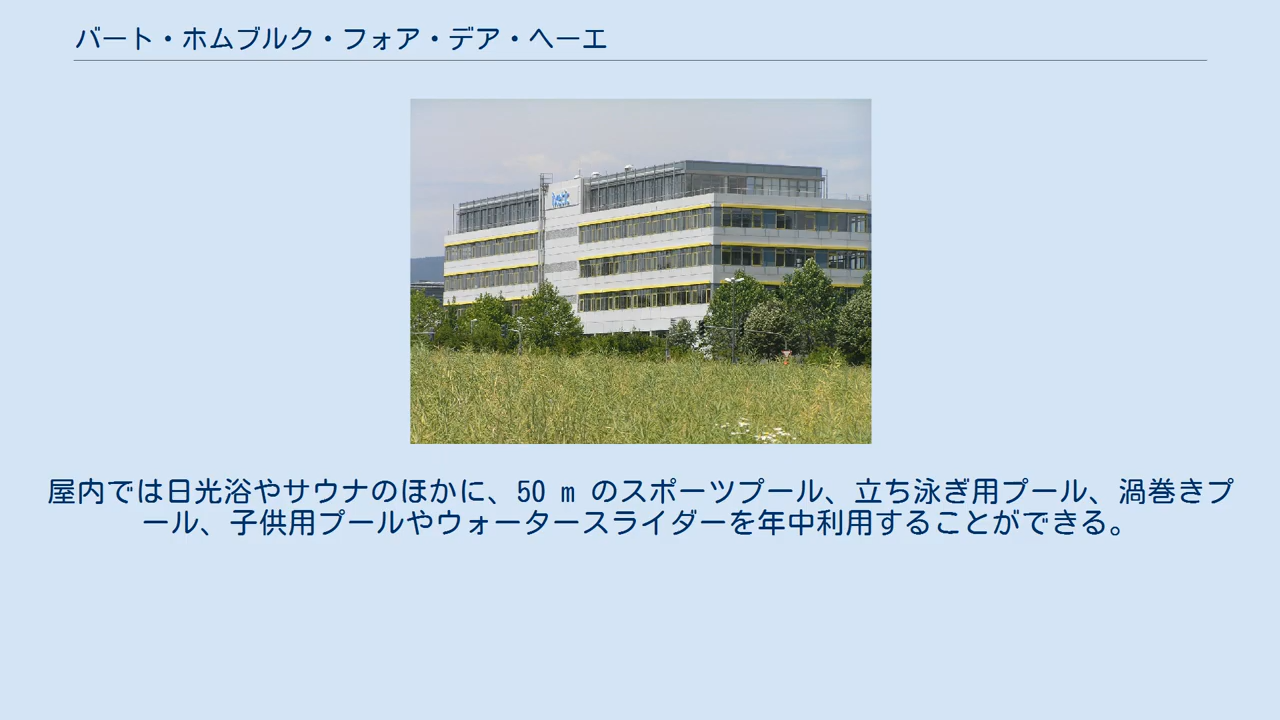 バート・ホムブルク・フォア・デア・ヘーエ
屋内では日光浴やサウナのほかに、50 m のスポーツプール、立ち泳ぎ用プール、渦巻きプ
ール、子供用プールやウォータースライダーを年中利用することができる。